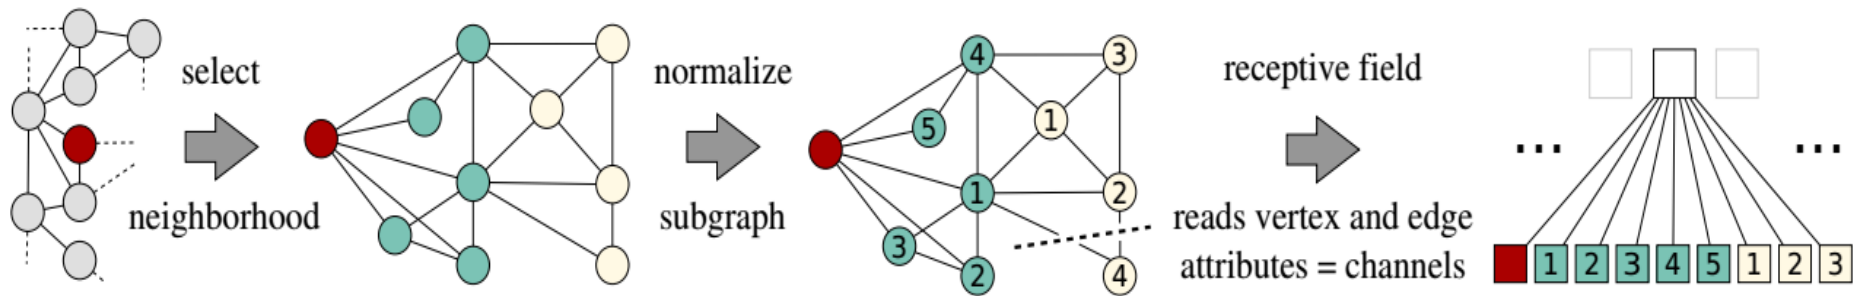 select
neighborhood
normalize
subgraph
4
3
5
1
1
2
3
2
4
receptive field
reads vertex and edge
attributes = channels
...
...
1 2 3 4 5 1 2 3